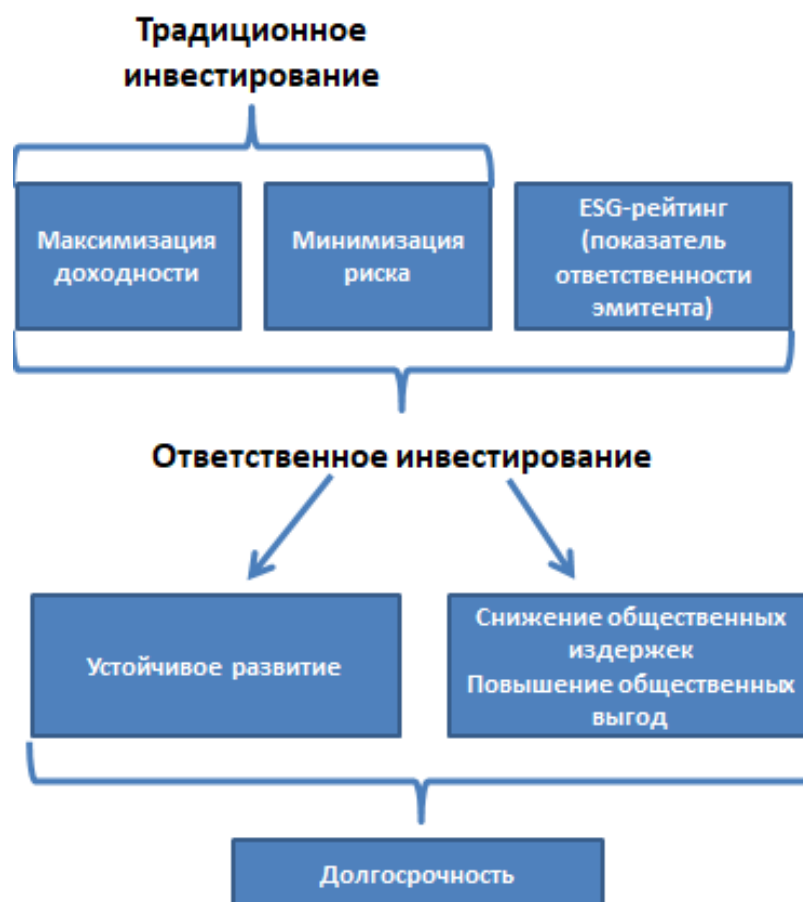 Традиционное
инвестирование
Максимизация
доходности
Минимизация
риска
ESG-рейтинг
(показатель
ответственности
эмитента)
Ответственное инвестирование
Устойчивое развитие
Снижение общественных
издержек
Повышение общественных
выгод
Долгосрочность